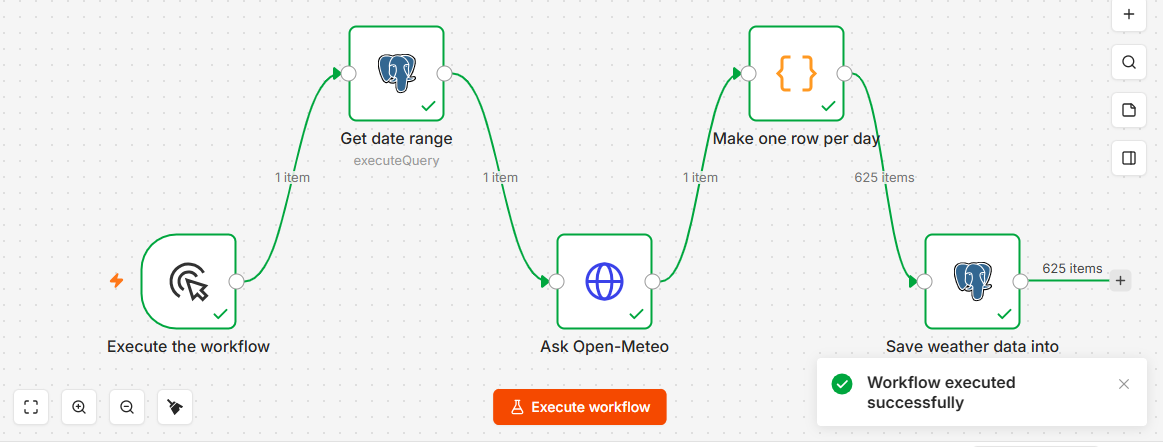 Get date range
executeQuery
Make one row per day
1 item
1 item
1 item
625 items
625 items
Execute the workflow
Ask Open-Meteo
Save weather data into
Execute workflow
Workflow executed
successfully